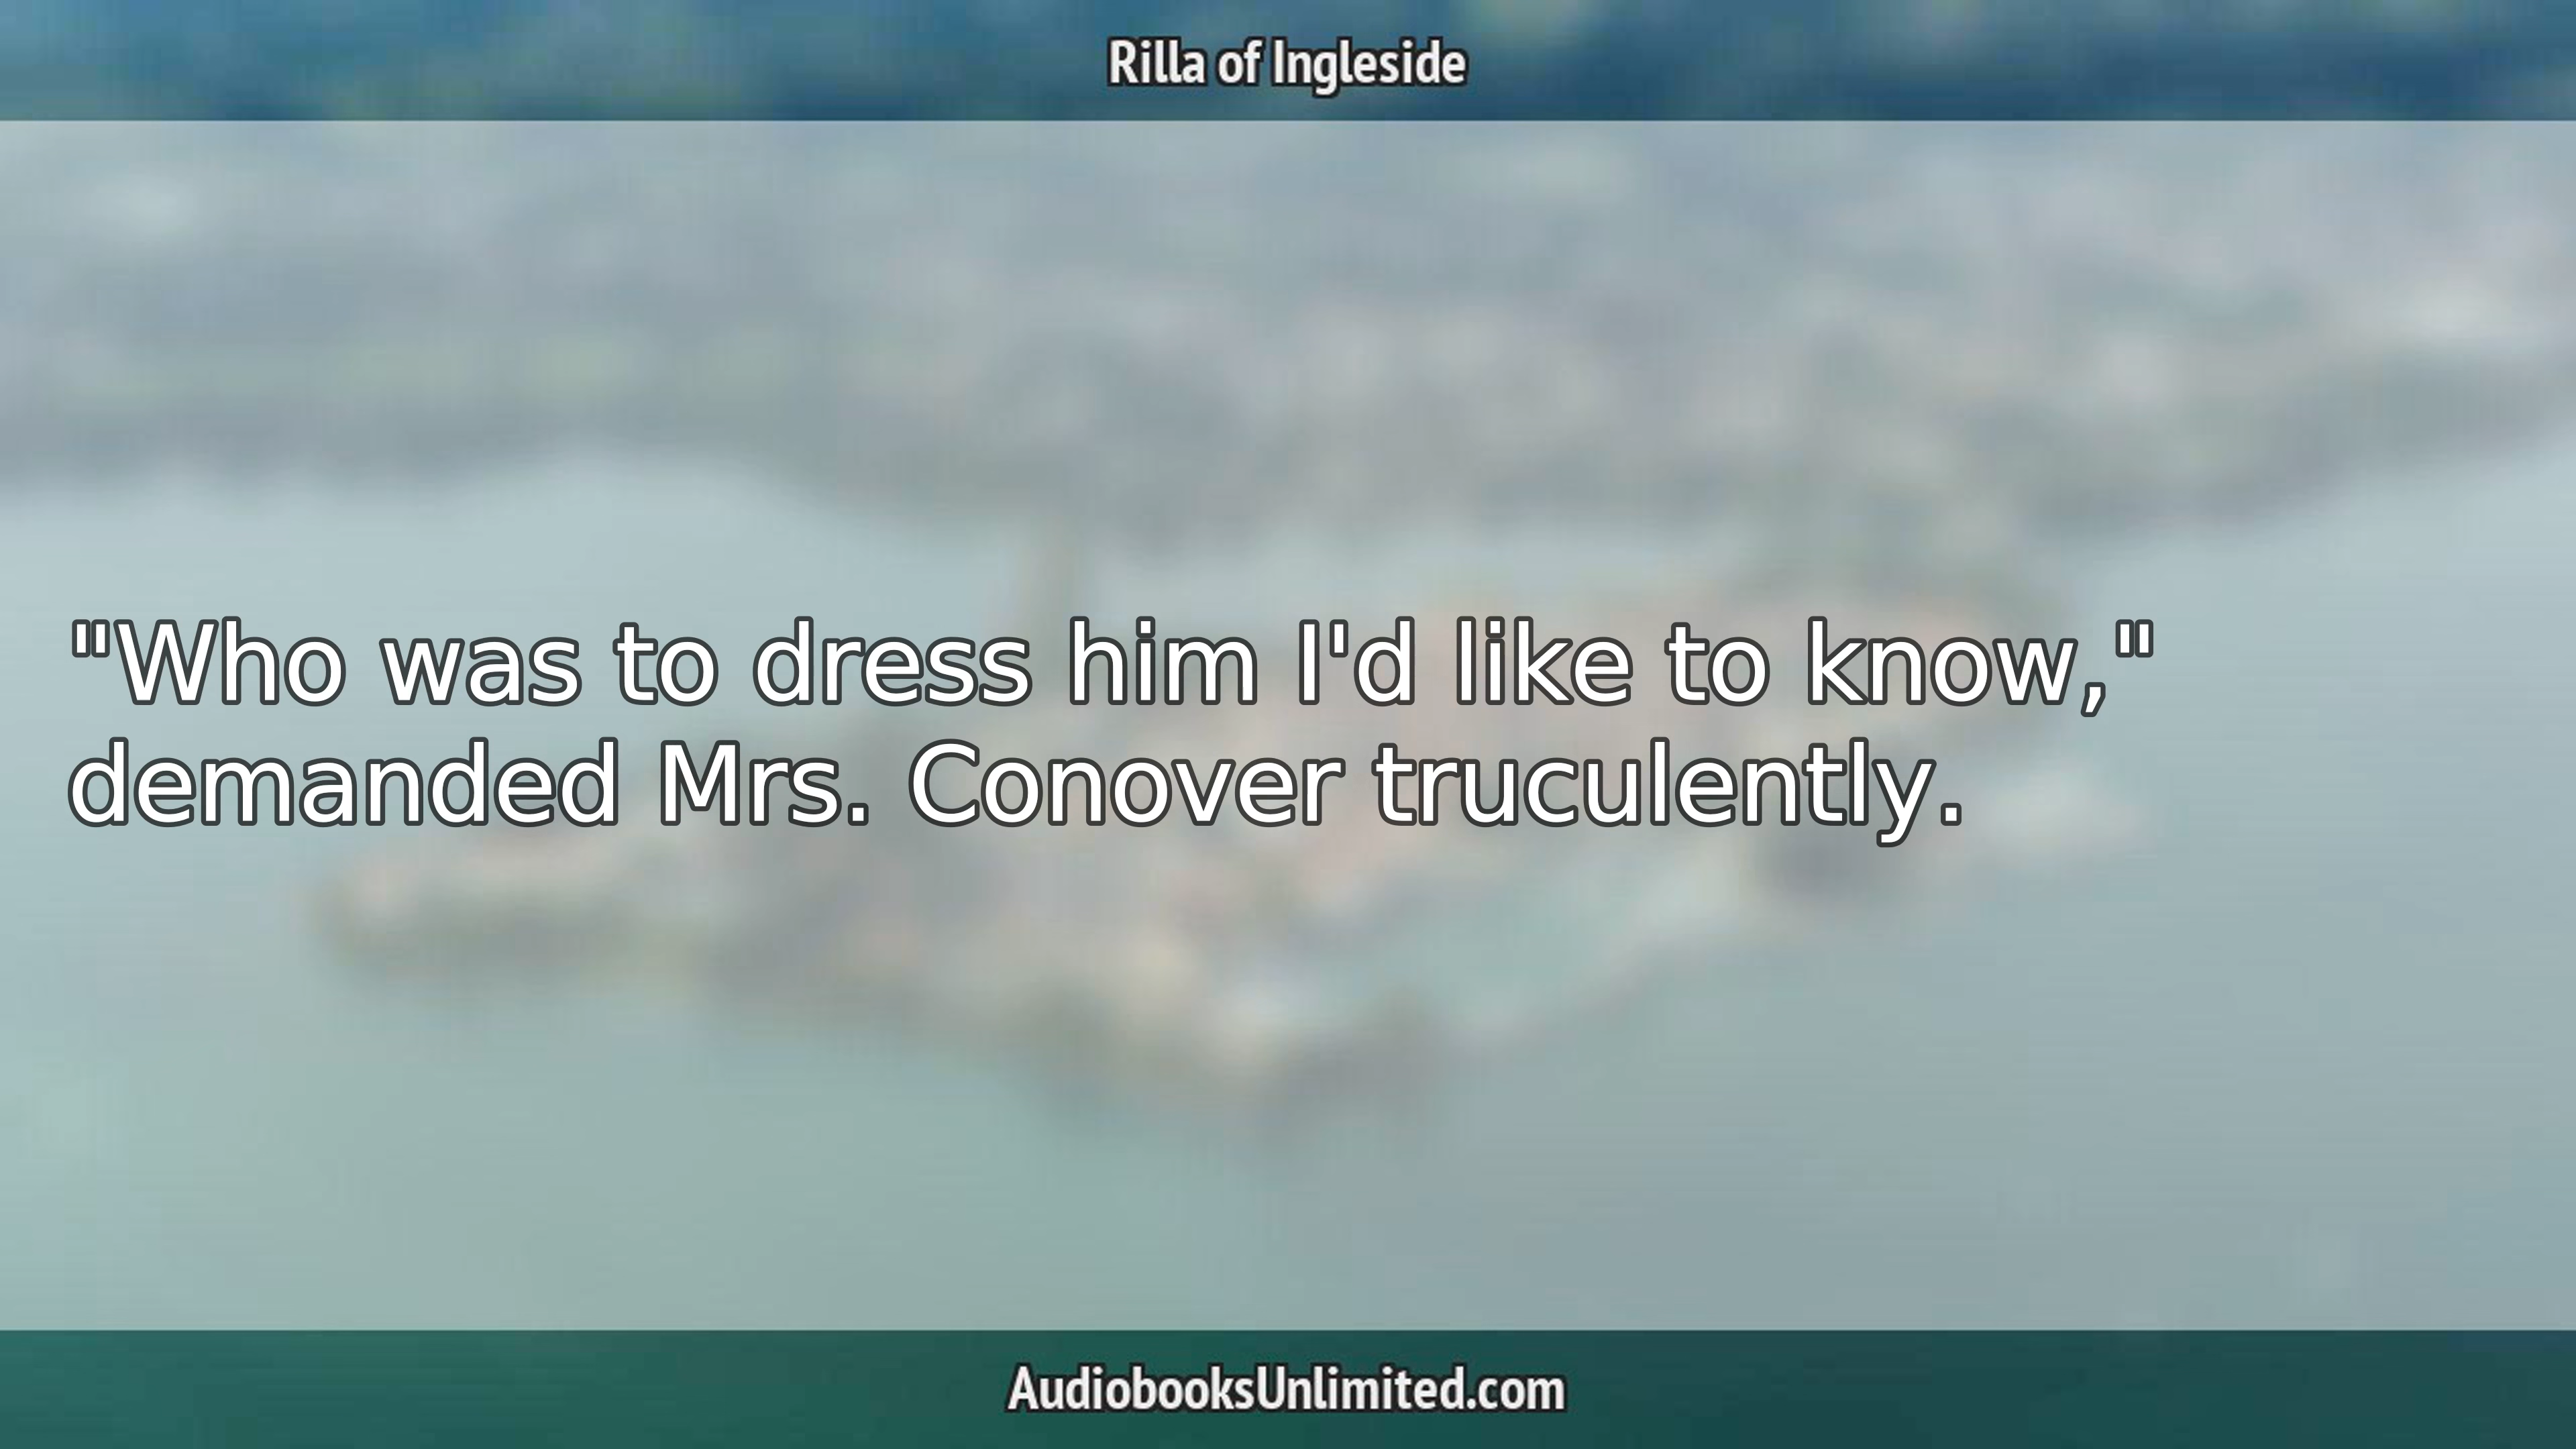 Rilla of Ingleside
"Who was to dress him I'd like to know,"
demanded Mrs. Conover truculently.
AudiobooksUnlimited.com